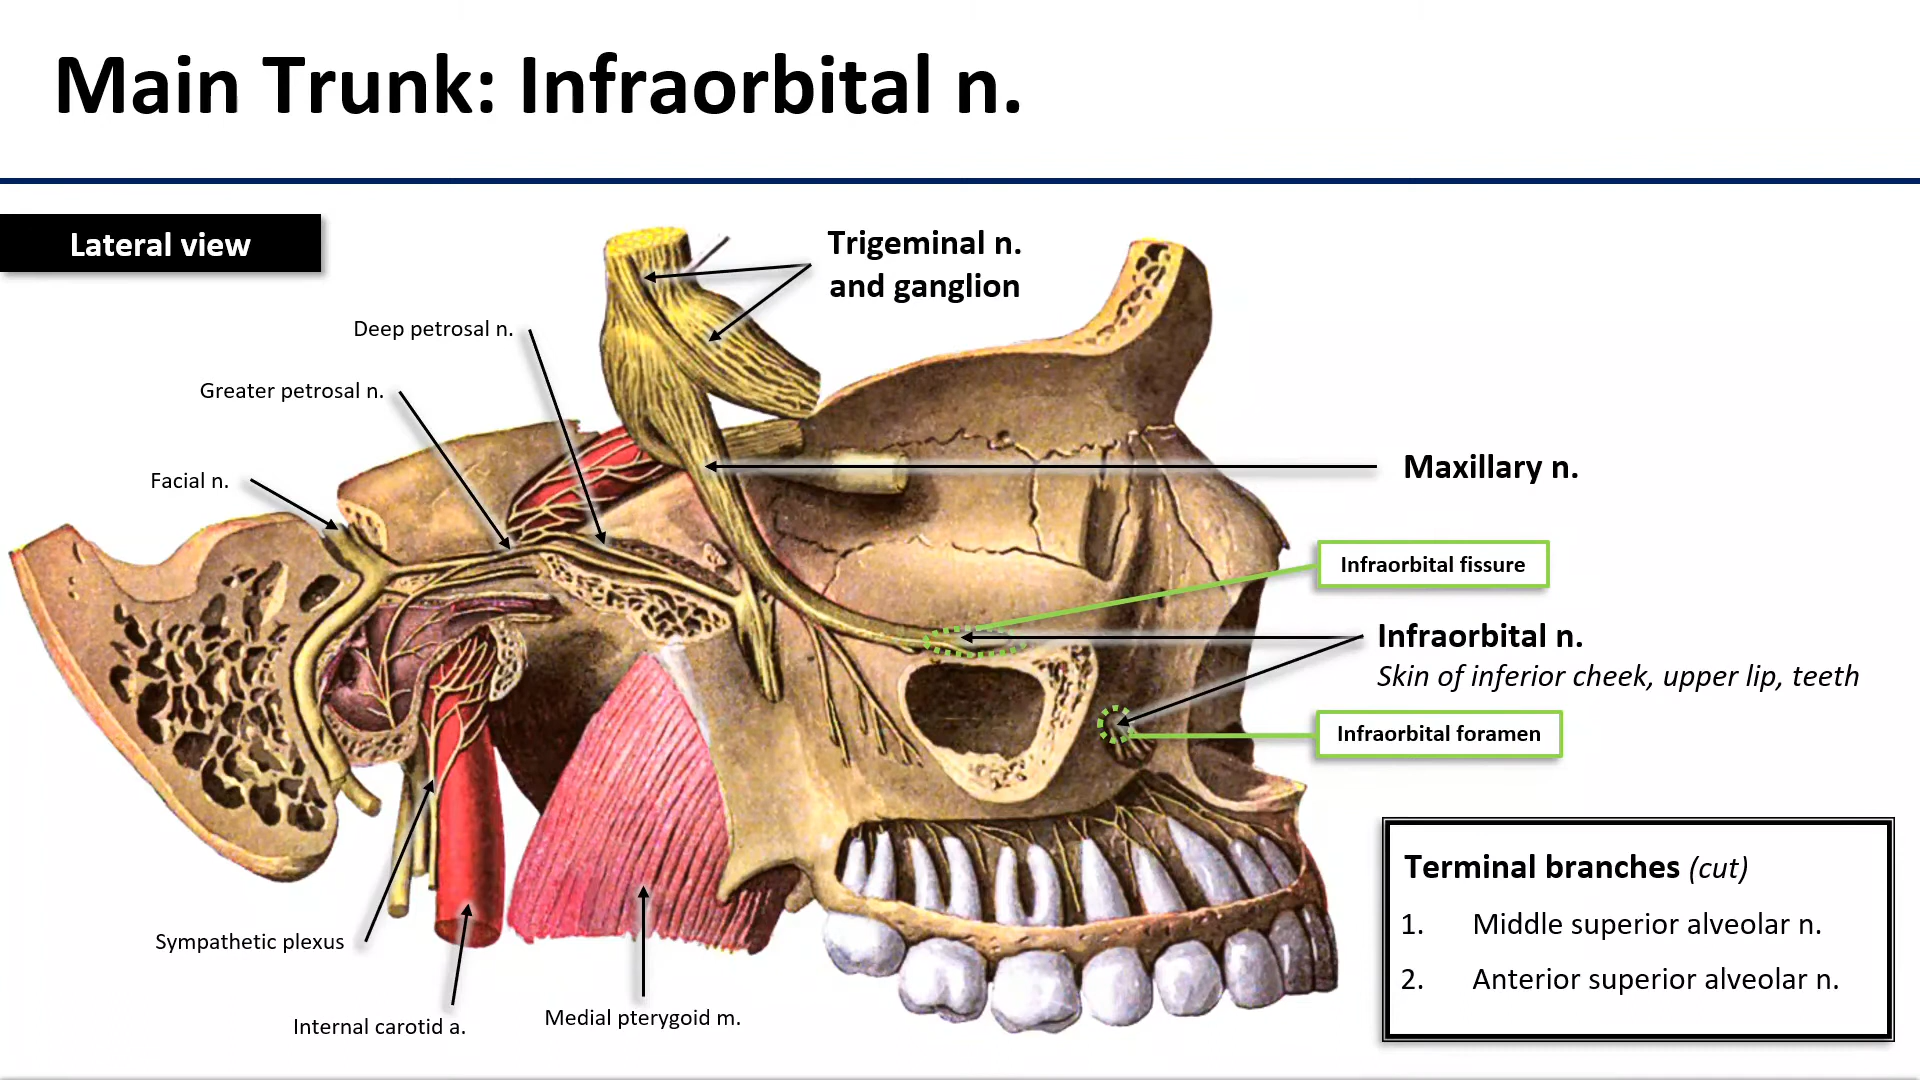 Main Trunk: Infraorbital n.
Lateral view
Trigeminal n.
and ganglion
Deep petrosal n.
Greater petrosal n.
Facial n.
Maxillary n.
Infraorbital fissure
Infraorbital n.
Skin of inferior cheek, upper lip, teeth
Infraorbital foramen
Terminal branches (cut)
1. Middle superior alveolar n.
2. Anterior superior alveolar n.
Sympathetic plexus
Internal carotid a.
Medial pterygoid m.